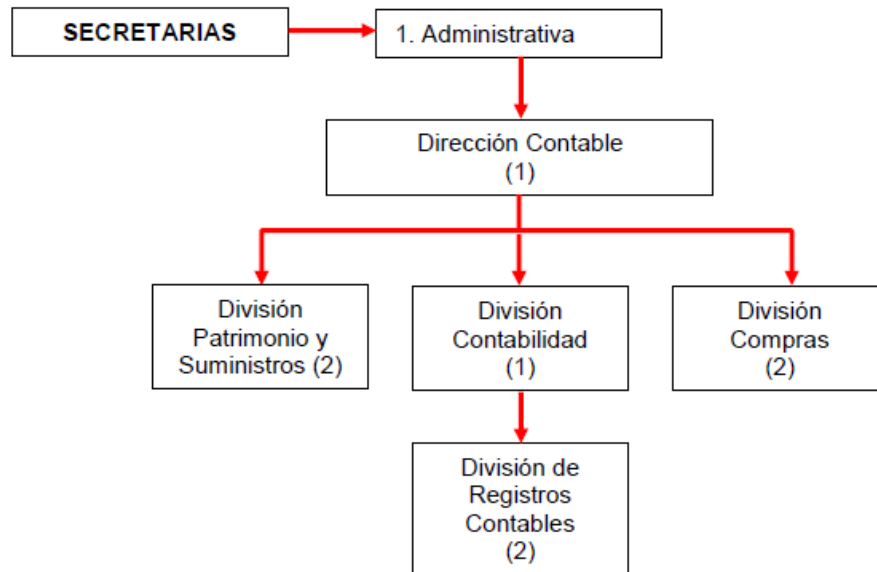 SECRETARIAS
1. Administrativa
Dirección Contable
(1)
División
Patrimonio y
Suministros (2)
División
Contabilidad
(1)
División
Compras
(2)
División de
Registros
Contables
(2)